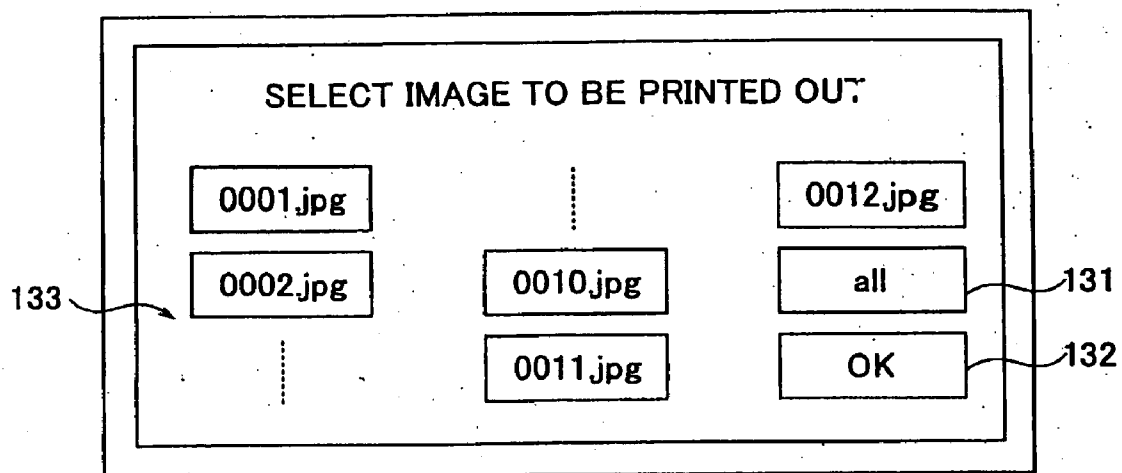 SELECT IMAGE TO BE PRINTED OUT
0001.jpg
0002.jpg
0010.jpg
0011.jpg
0012.jpg
all
OK
133
131
132